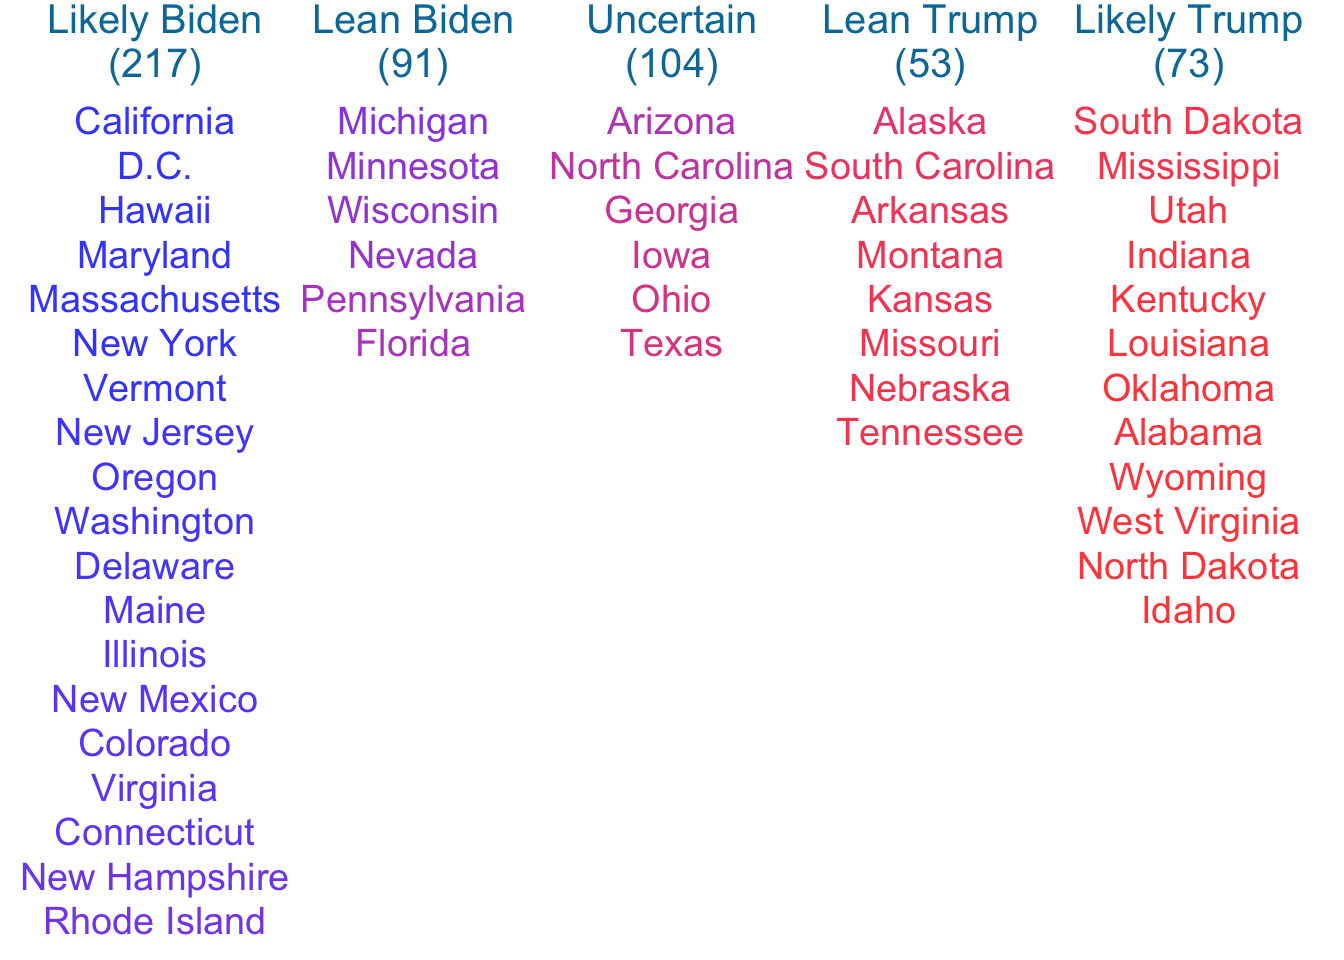 Likely Biden
(217)
California
D.C.
Hawaii
Maryland
Massachusetts
New York
Vermont
New Jersey
Oregon
Washington
Delaware
Maine
Illinois
New Mexico
Colorado
Virginia
Connecticut
New Hampshire
Rhode Island
Lean Biden
(91)
Michigan
Minnesota
Wisconsin
Nevada
Pennsylvania
Florida
Uncertain
(104)
Arizona
North Carolina
Georgia
Iowa
Ohio
Texas
Lean Trump
(53)
Alaska
South Carolina
Arkansas
Montana
Kansas
Missouri
Nebraska
Tennessee
Likely Trump
(73)
South Dakota
Mississippi
Utah
Indiana
Kentucky
Louisiana
Oklahoma
Alabama
Wyoming
West Virginia
North Dakota
Idaho